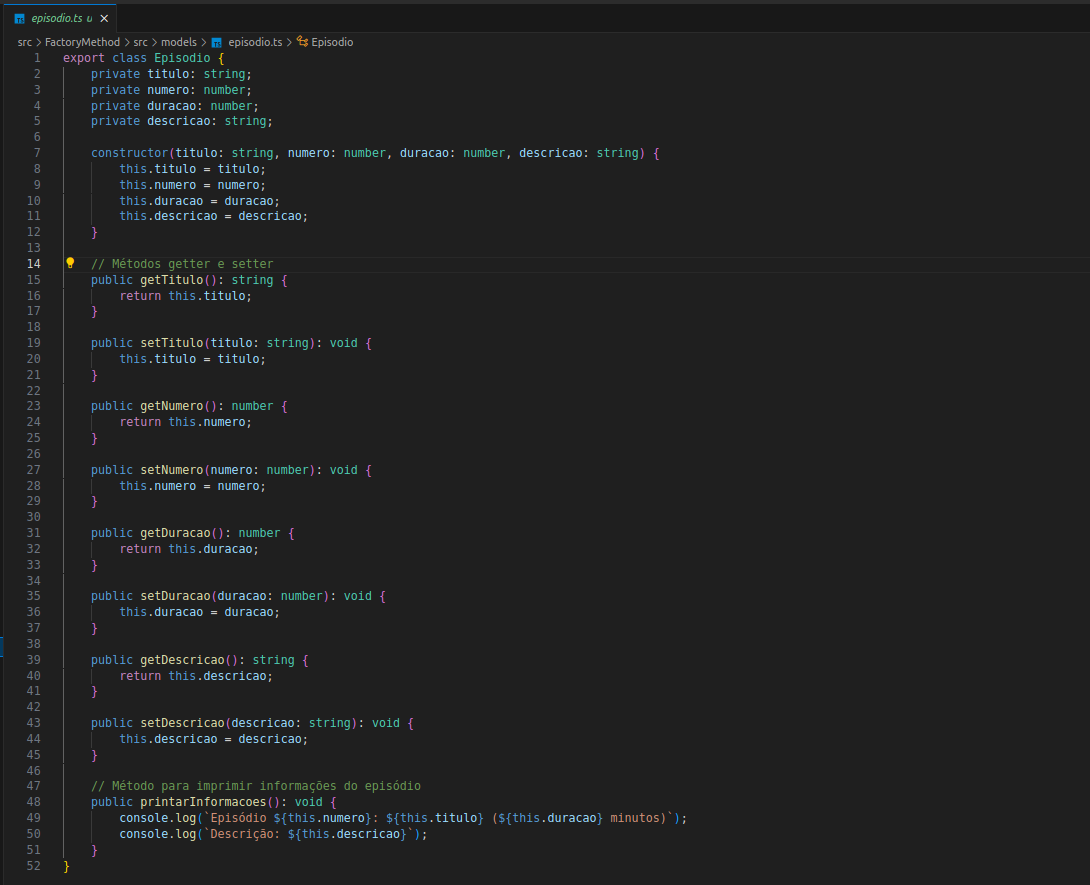 episodio.ts U
src > FactoryMethod > src > models > episodio.ts > Episodio
1 export class Episodio {
2     private titulo: string;
3     private numero: number;
4     private duracao: number;
5     private descricao: string;
6
7     constructor(titulo: string, numero: number, duracao: number, descricao: string) {
8         this.titulo = titulo;
9         this.numero = numero;
10         this.duracao = duracao;
11         this.descricao = descricao;
12     }
13
14     // Métodos getter e setter
15     public getTitulo(): string {
16         return this.titulo;
17     }
18
19     public setTitulo(titulo: string): void {
20         this.titulo = titulo;
21     }
22
23     public getNumero(): number {
24         return this.numero;
25     }
26
27     public setNumero(numero: number): void {
28         this.numero = numero;
29     }
30
31     public getDuracao(): number {
32         return this.duracao;
33     }
34
35     public setDuracao(duracao: number): void {
36         this.duracao = duracao;
37     }
38
39     public getDescricao(): string {
40         return this.descricao;
41     }
42
43     public setDescricao(descricao: string): void {
44         this.descricao = descricao;
45     }
46
47     // Método para imprimir informações do episódio
48     public printarInformacoes(): void {
49         console.log(`Episódio ${this.numero}: ${this.titulo} (${this.duracao} minutos)`);
50         console.log(`Descrição: ${this.descricao}`);
51     }
52 }